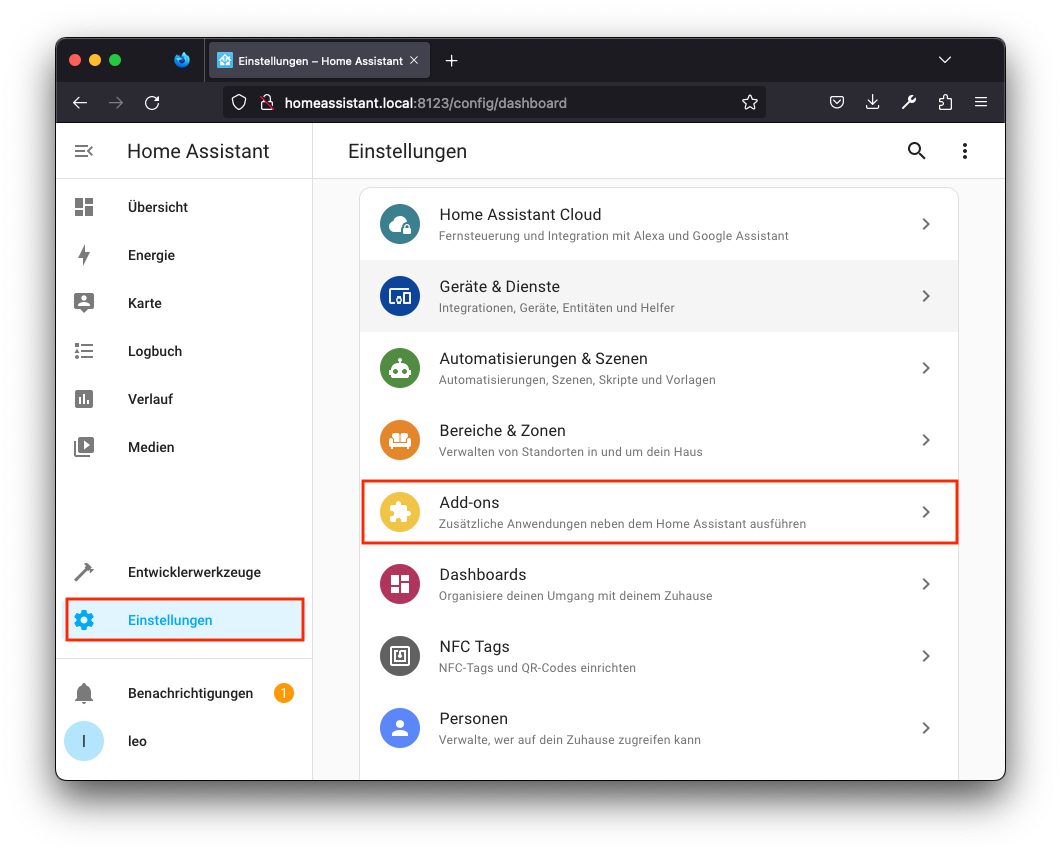 Einstellungen – Home Assistant
homeassistant.local:8123/config/dashboard
Home Assistant
Einstellungen
Übersicht
Energie
Karte
Logbuch
Verlauf
Medien
Entwicklerwerkzeuge
Einstellungen
Benachrichtigungen 1
l leo
Home Assistant Cloud
Fernsteuerung und Integration mit Alexa und Google Assistant
Geräte & Dienste
Integrationen, Geräte, Entitäten und Helfer
Automatisierungen & Szenen
Automatisierungen, Szenen, Skripte und Vorlagen
Bereiche & Zonen
Verwalten von Standorten in und um dein Haus
Add-ons
Zusätzliche Anwendungen neben dem Home Assistant ausführen
Dashboards
Organisiere deinen Umgang mit deinem Zuhause
NFC Tags
NFC-Tags und QR-Codes einrichten
Personen
Verwalte, wer auf dein Zuhause zugreifen kann